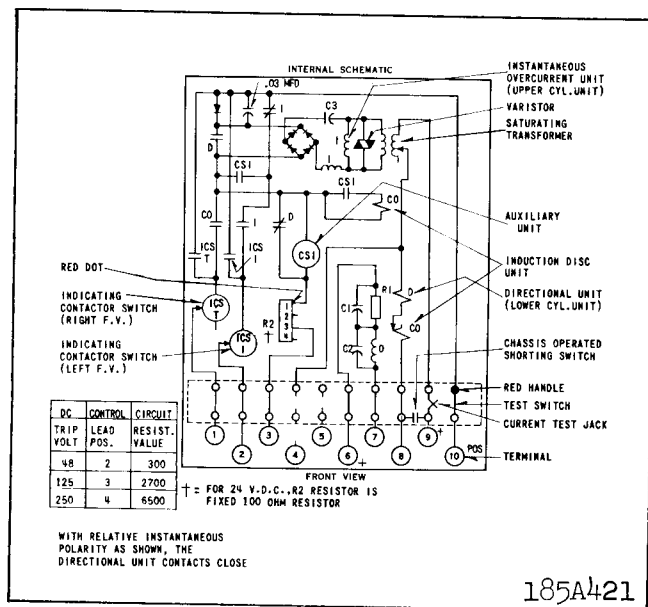 INTERNAL SCHEMATIC
.03 MFD
INSTANTANEOUS
OVERCURRENT UNIT
(UPPER CYL.UNIT)
VARISTOR
SATURATING
TRANSFORMER
C3
I
I
I
D
CS1
CS1
CO
CO
I
D
AUXILIARY
UNIT
ICS
T
ICS
I
CS1
INDUCTION DISC
UNIT
RED DOT
INDICATING
CONTACTOR SWITCH
(RIGHT F.V.)
ICS
T
R2
†
1
2
3
4
C1
R1
D
DIRECTIONAL UNIT
(LOWER CYL.UNIT)
INDICATING
CONTACTOR SWITCH
(LEFT F.V.)
ICS
I
C2
D
CO
CHASSIS OPERATED
SHORTING SWITCH
RED HANDLE
TEST SWITCH
CURRENT TEST JACK
1
2
3
4
5
6
+
7
8
9
+
10
POS
TERMINAL
FRONT VIEW
DC CONTROL CIRCUIT
TRIP LEAD RESIST.
VOLT POS. VALUE
48 2 300
125 3 2700
250 4 6500
† = FOR 24 V.D.C.,R2 RESISTOR IS
FIXED 100 OHM RESISTOR
WITH RELATIVE INSTANTANEOUS
POLARITY AS SHOWN, THE
DIRECTIONAL UNIT CONTACTS CLOSE
185A421